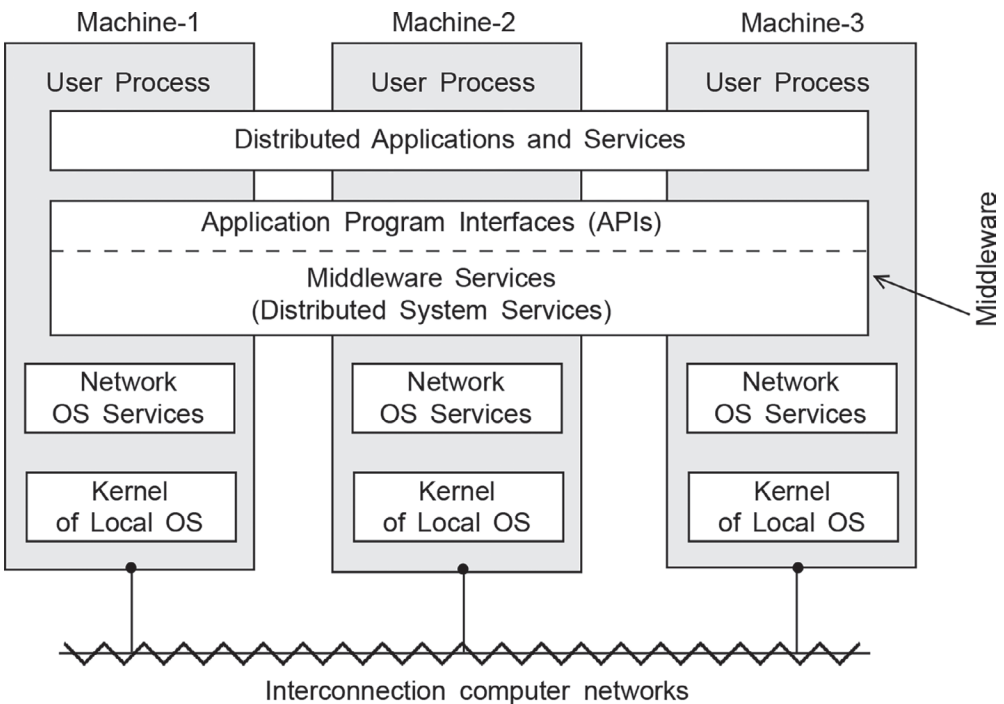 Machine-1
Machine-2
Machine-3
User Process
User Process
User Process
Distributed Applications and Services
Application Program Interfaces (APIs)
Middleware Services
(Distributed System Services)
Middleware
Network
OS Services
Network
OS Services
Network
OS Services
Kernel
of Local OS
Kernel
of Local OS
Kernel
of Local OS
Interconnection computer networks